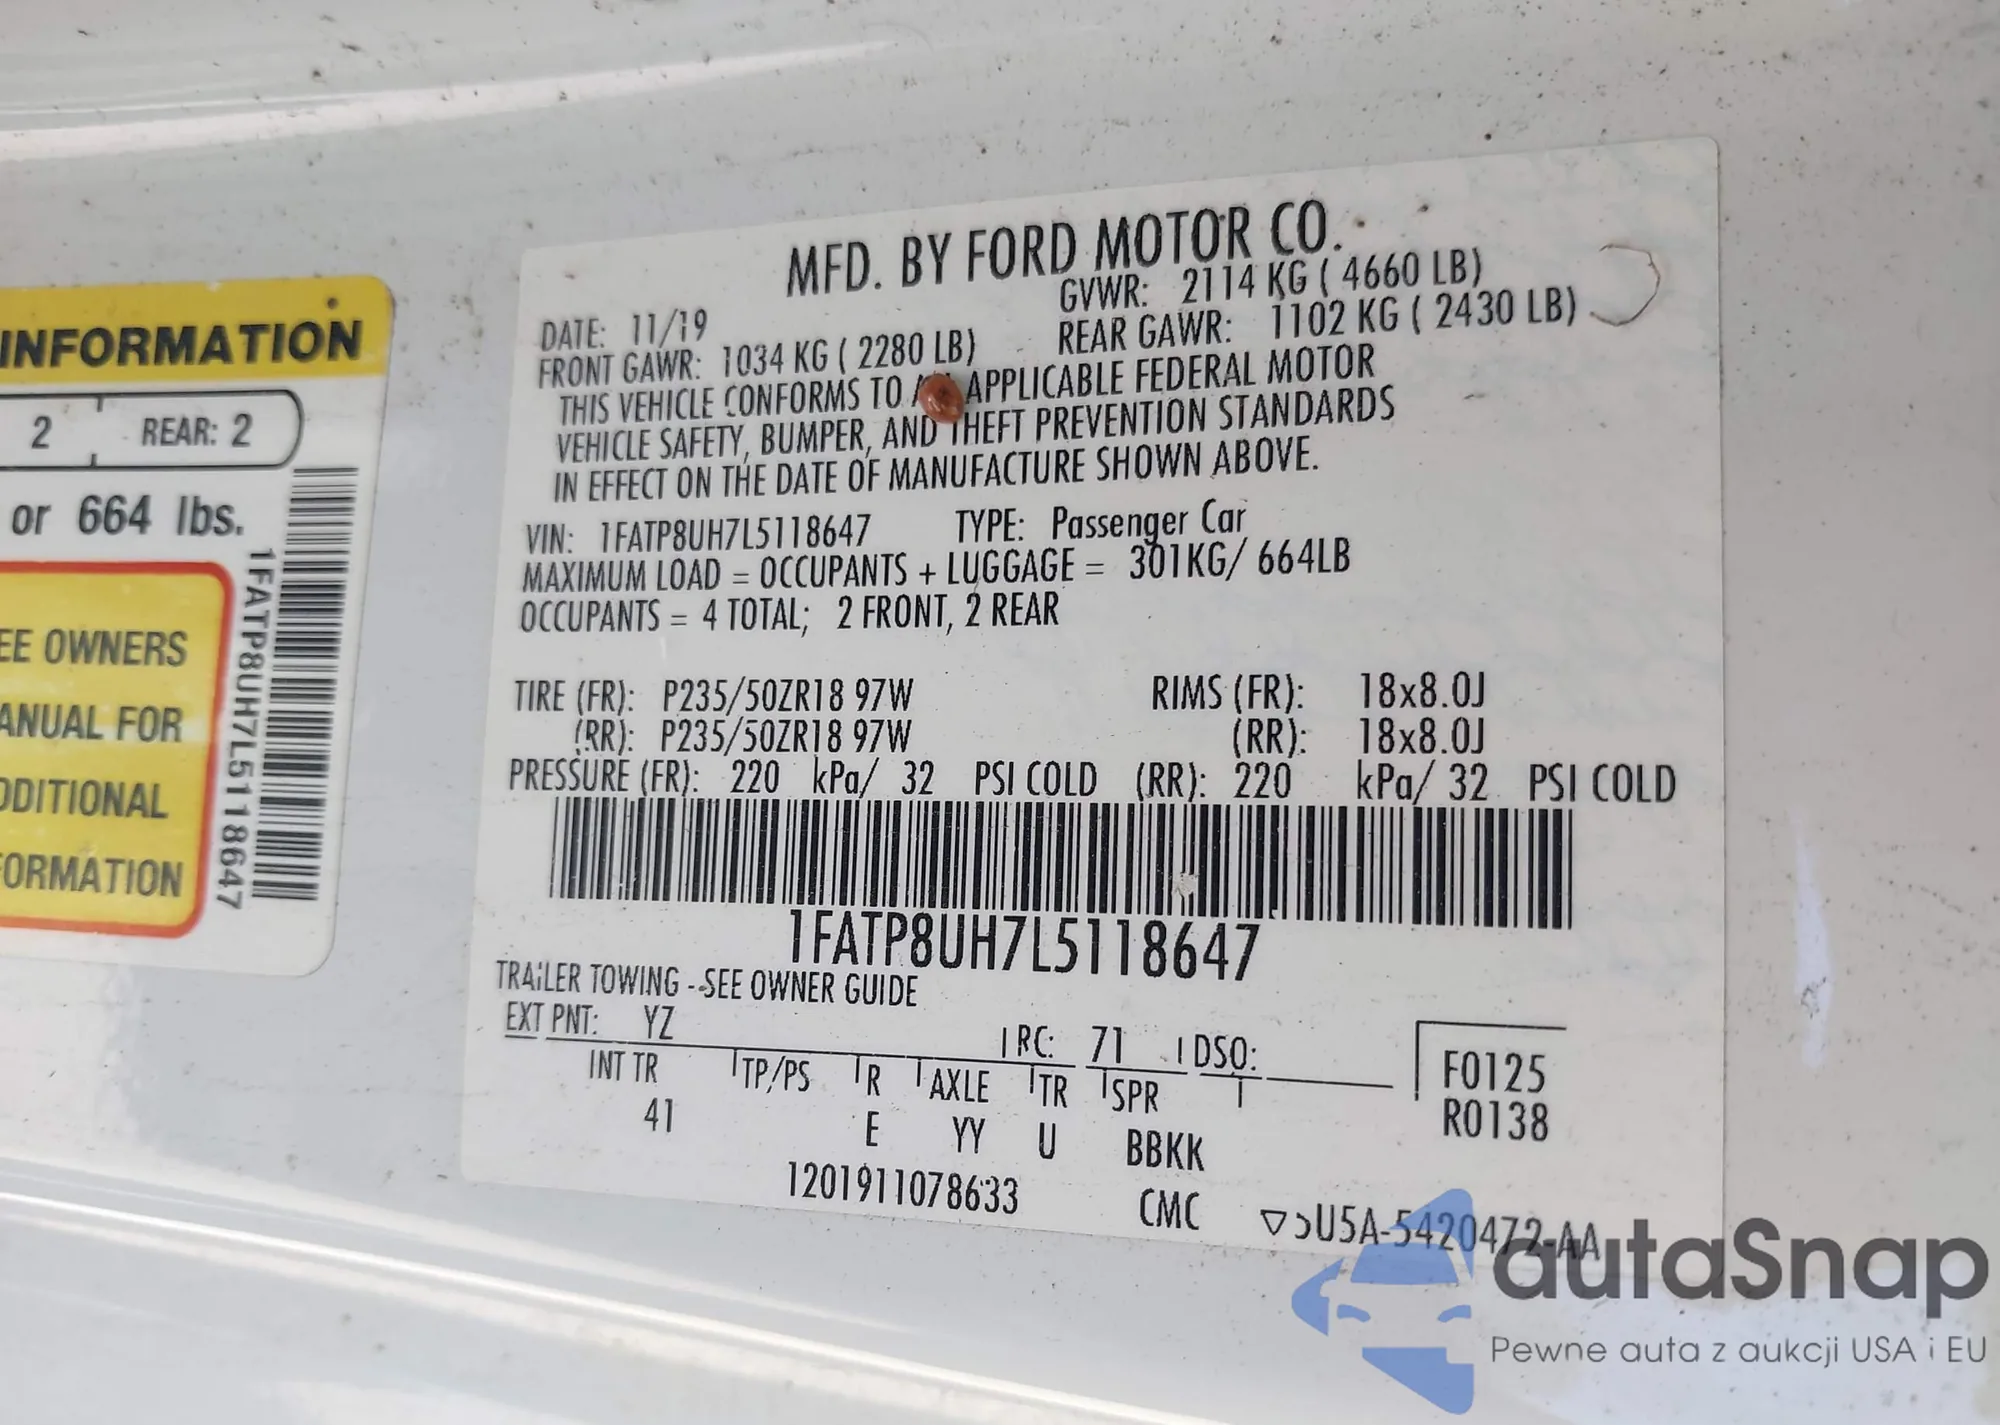 INFORMATION
2 REAR: 2
or 664 lbs.
EE OWNERS
ANUAL FOR
DDITIONAL
FORMATION
1FATP8UH7L5118647
MFD. BY FORD MOTOR CO.
DATE: 11/19 GVWR: 2114 KG ( 4660 LB)
FRONT GAWR: 1034 KG ( 2280 LB) REAR GAWR: 1102 KG ( 2430 LB)
THIS VEHICLE CONFORMS TO APPLICABLE FEDERAL MOTOR
VEHICLE SAFETY, BUMPER, AND THEFT PREVENTION STANDARDS
IN EFFECT ON THE DATE OF MANUFACTURE SHOWN ABOVE.
VIN: 1FATP8UH7L5118647 TYPE: Passenger Car
MAXIMUM LOAD = OCCUPANTS + LUGGAGE = 301KG/ 664LB
OCCUPANTS = 4 TOTAL; 2 FRONT, 2 REAR
TIRE (FR): P235/50ZR18 97W RIMS (FR): 18x8.0J
(RR): P235/50ZR18 97W (RR): 18x8.0J
PRESSURE (FR): 220 kPa/ 32 PSI COLD (RR): 220 kPa/ 32 PSI COLD
1FATP8UH7L5118647
TRAILER TOWING --SEE OWNER GUIDE
EXT PNT: YZ RC: 71 DSO:
INT TR TP/PS R AXLE TR SPR F0125
41 E YY U BBKK R0138
1201911078633 CMC U5A-5420472-AA
autaSnap
Pewne auta z aukcji USA i EU